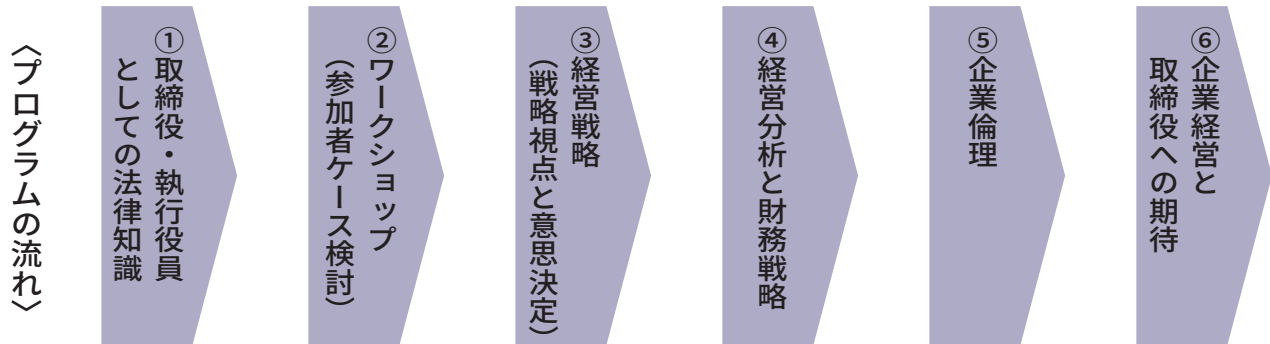 〈プログラムの流れ〉
①取締役・執行役員
としての法律知識
②ワークショップ
（参加者ケース検討）
③経営戦略
（戦略視点と意思決定）
④経営分析と財務戦略
⑤企業倫理
⑥企業経営と
取締役への期待